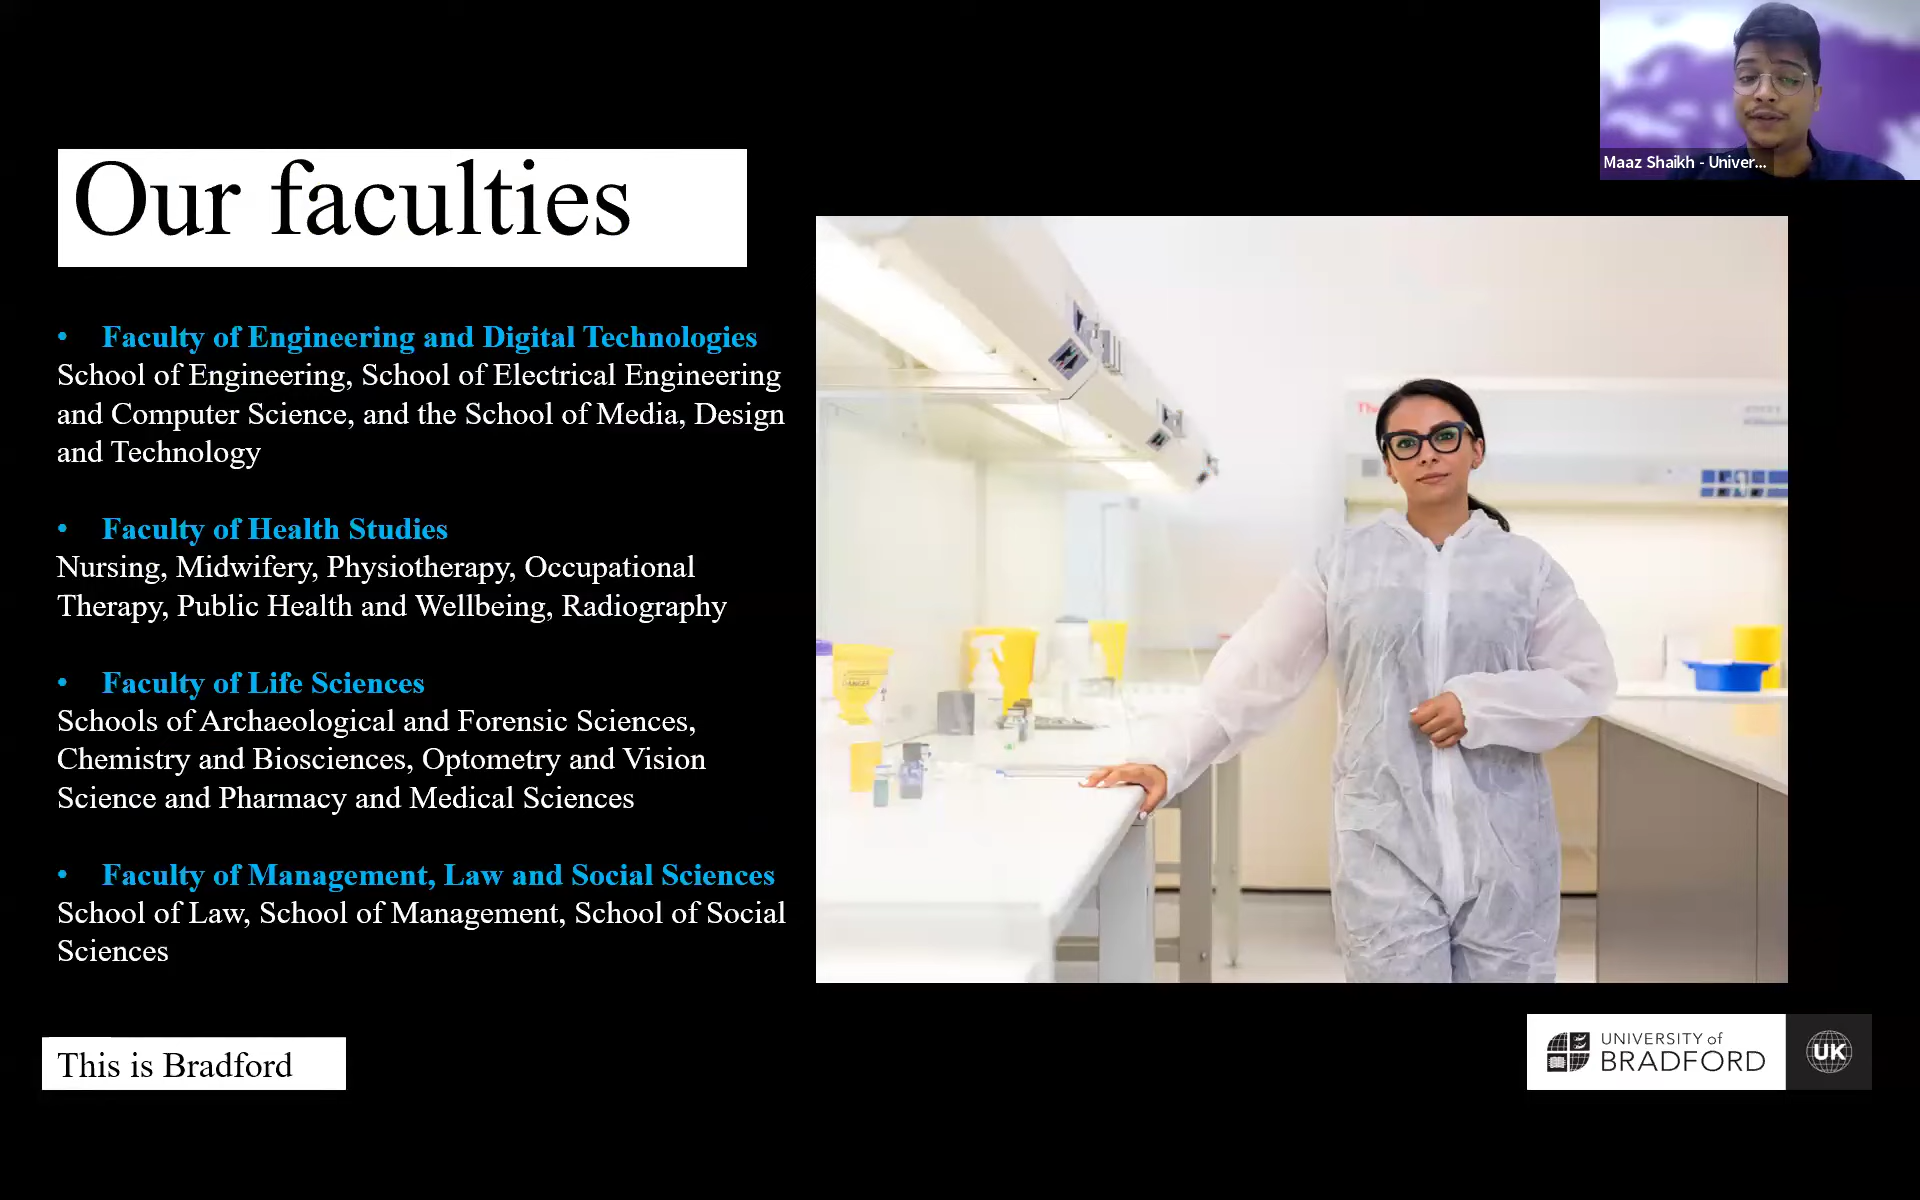 Maaz Shaikh - Univer...
Our faculties
• Faculty of Engineering and Digital Technologies
School of Engineering, School of Electrical Engineering
and Computer Science, and the School of Media, Design
and Technology
• Faculty of Health Studies
Nursing, Midwifery, Physiotherapy, Occupational
Therapy, Public Health and Wellbeing, Radiography
• Faculty of Life Sciences
Schools of Archaeological and Forensic Sciences,
Chemistry and Biosciences, Optometry and Vision
Science and Pharmacy and Medical Sciences
• Faculty of Management, Law and Social Sciences
School of Law, School of Management, School of Social
Sciences
This is Bradford
UNIVERSITY of
BRADFORD
UK